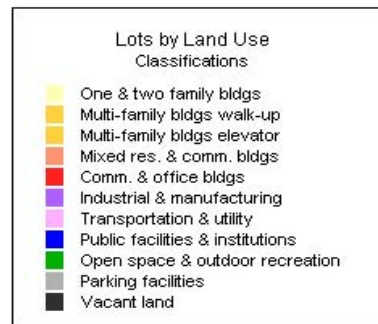 Lots by Land Use
Classifications
One & two family bldgs
Multi-family bldgs walk-up
Multi-family bldgs elevator
Mixed res. & comm. bldgs
Comm. & office bldgs
Industrial & manufacturing
Transportation & utility
Public facilities & institutions
Open space & outdoor recreation
Parking facilities
Vacant land